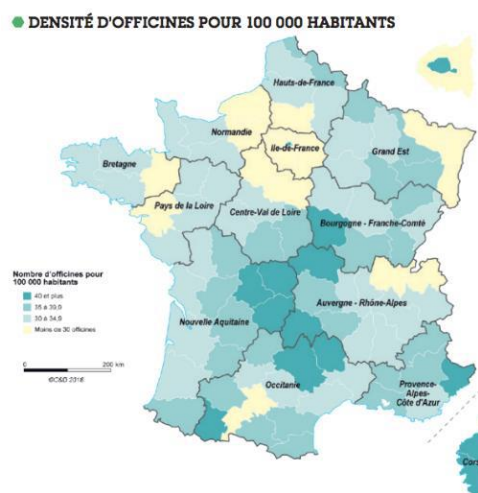 DENSITÉ D'OFFICINES POUR 100 000 HABITANTS
Hauts-de-France
Normandie
Ile-de-France
Grand Est
Bretagne
Pays de la Loire
Centre-Val de Loire
Bourgogne - Franche-Comté
Nombre d'officines pour
100 000 habitants
40 et plus
35 à 39,9
30 à 34,9
Moins de 30 officines
Auvergne - Rhône-Alpes
Nouvelle Aquitaine
0 200 km
Occitanie
Provence-
Alpes-
Côte d'Azur
Cors